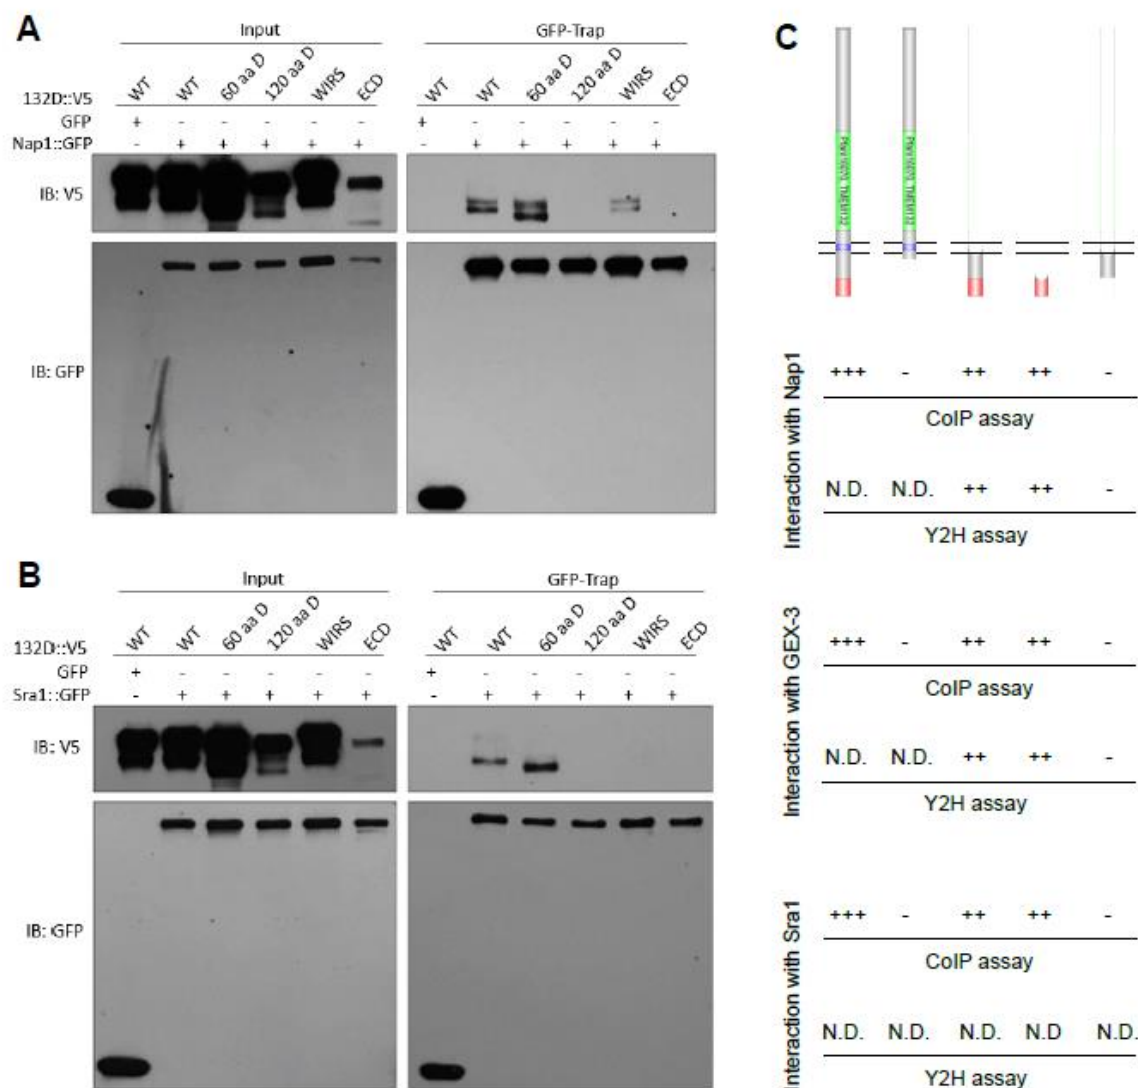 A
Input
GFP-Trap
WT WT 60 aa D 120 aa D WIRS ECD
WT WT 60 aa D 120 aa D WIRS ECD
132D::V5
GFP + - - - - - + - - - - -
Nap1::GFP - + + + + + - + + + + +
IB: V5
IB: GFP
B
Input
GFP-Trap
WT WT 60 aa D 120 aa D WIRS ECD
WT WT 60 aa D 120 aa D WIRS ECD
132D::V5
GFP + - - - - - + - - - - -
Sra1::GFP - + + + + + - + + + + +
IB: V5
IB: GFP
C
Interaction with Nap1
+++ - ++ ++ -
CoIP assay
N.D. N.D. ++ ++ -
Y2H assay
Interaction with GEX-3
+++ - ++ ++ -
CoIP assay
N.D. N.D. ++ ++ -
Y2H assay
Interaction with Sra1
+++ - ++ ++ -
CoIP assay
N.D. N.D. N.D. N.D N.D.
Y2H assay